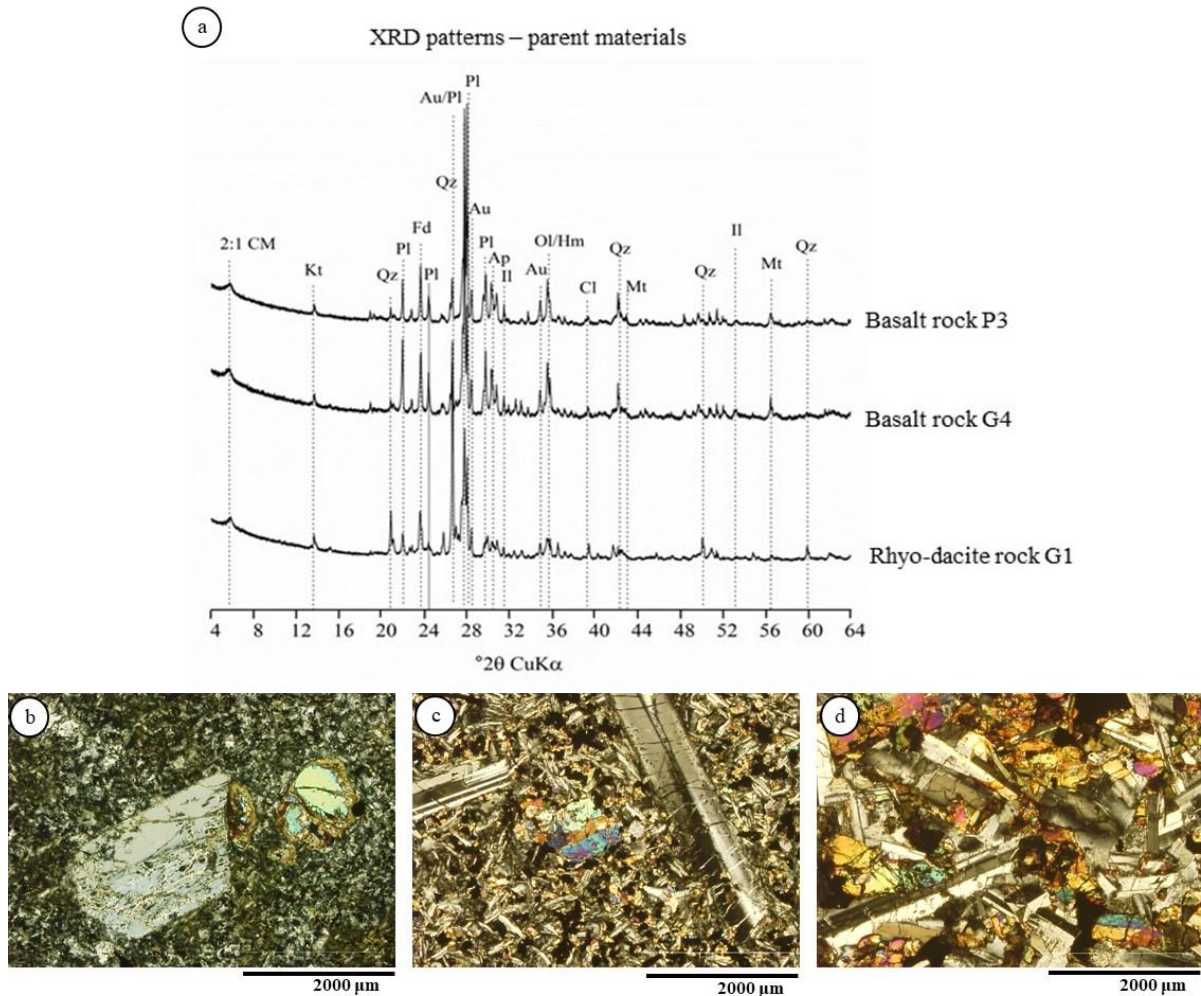 a
XRD patterns – parent materials
Pl
Au/Pl
Qz
Au
Fd
Pl
Pl
Ol/Hm
Qz
Il
2:1 CM
Kt
Qz
Pl
Ap
Il
Au
Cl
Mt
Qz
Mt
Qz
Basalt rock P3
Basalt rock G4
Rhyo-dacite rock G1
4 8 12 16 20 24 28 32 36 40 44 48 52 56 60 64
°2θ CuKα
b
c
d
2000 µm
2000 µm
2000 µm